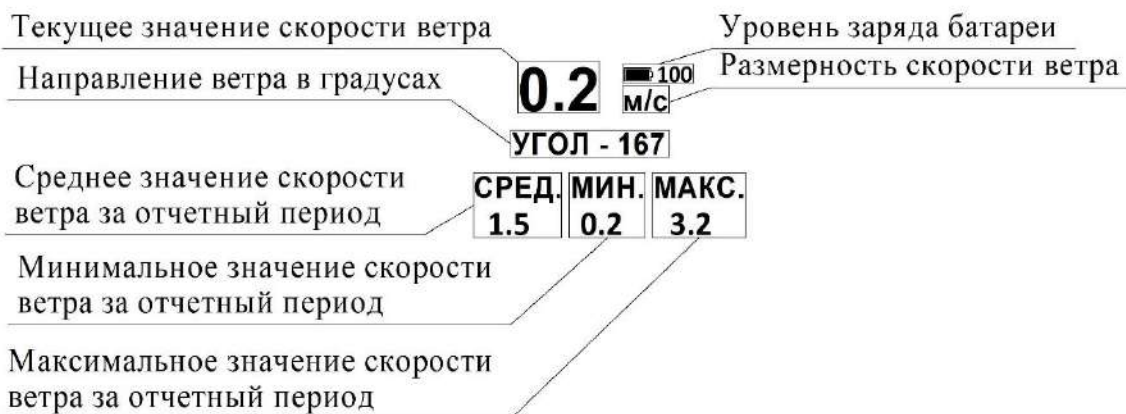 Текущее значение скорости ветра
Уровень заряда батареи
0.2
100
Направление ветра в градусах
Размерность скорости ветра
м/с
УГОЛ - 167
Среднее значение скорости
ветра за отчетный период
СРЕД. МИН. МАКС.
1.5 0.2 3.2
Минимальное значение скорости
ветра за отчетный период
Максимальное значение скорости
ветра за отчетный период